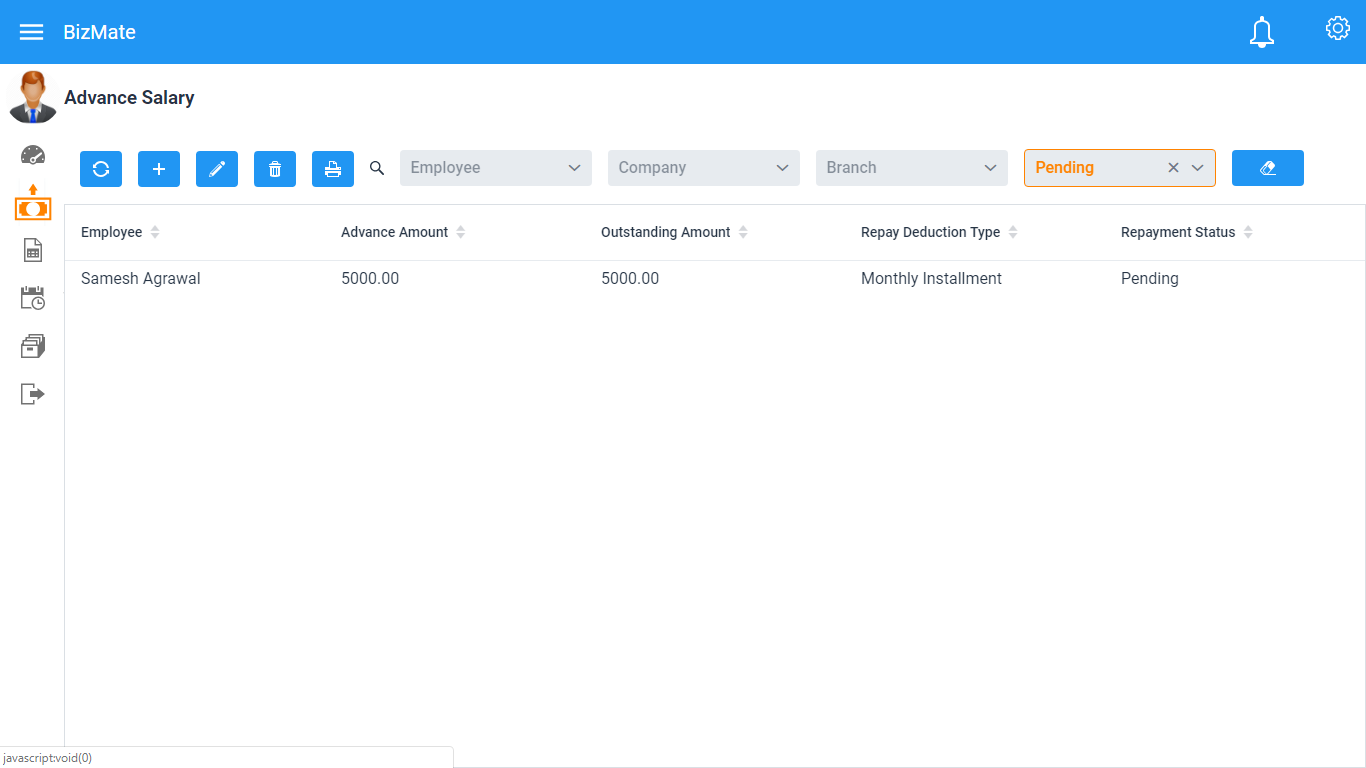 BizMate
Advance Salary
Employee Company Branch Pending
Employee Advance Amount Outstanding Amount Repay Deduction Type Repayment Status
Samesh Agrawal 5000.00 5000.00 Monthly Installment Pending
javascript:void(0)